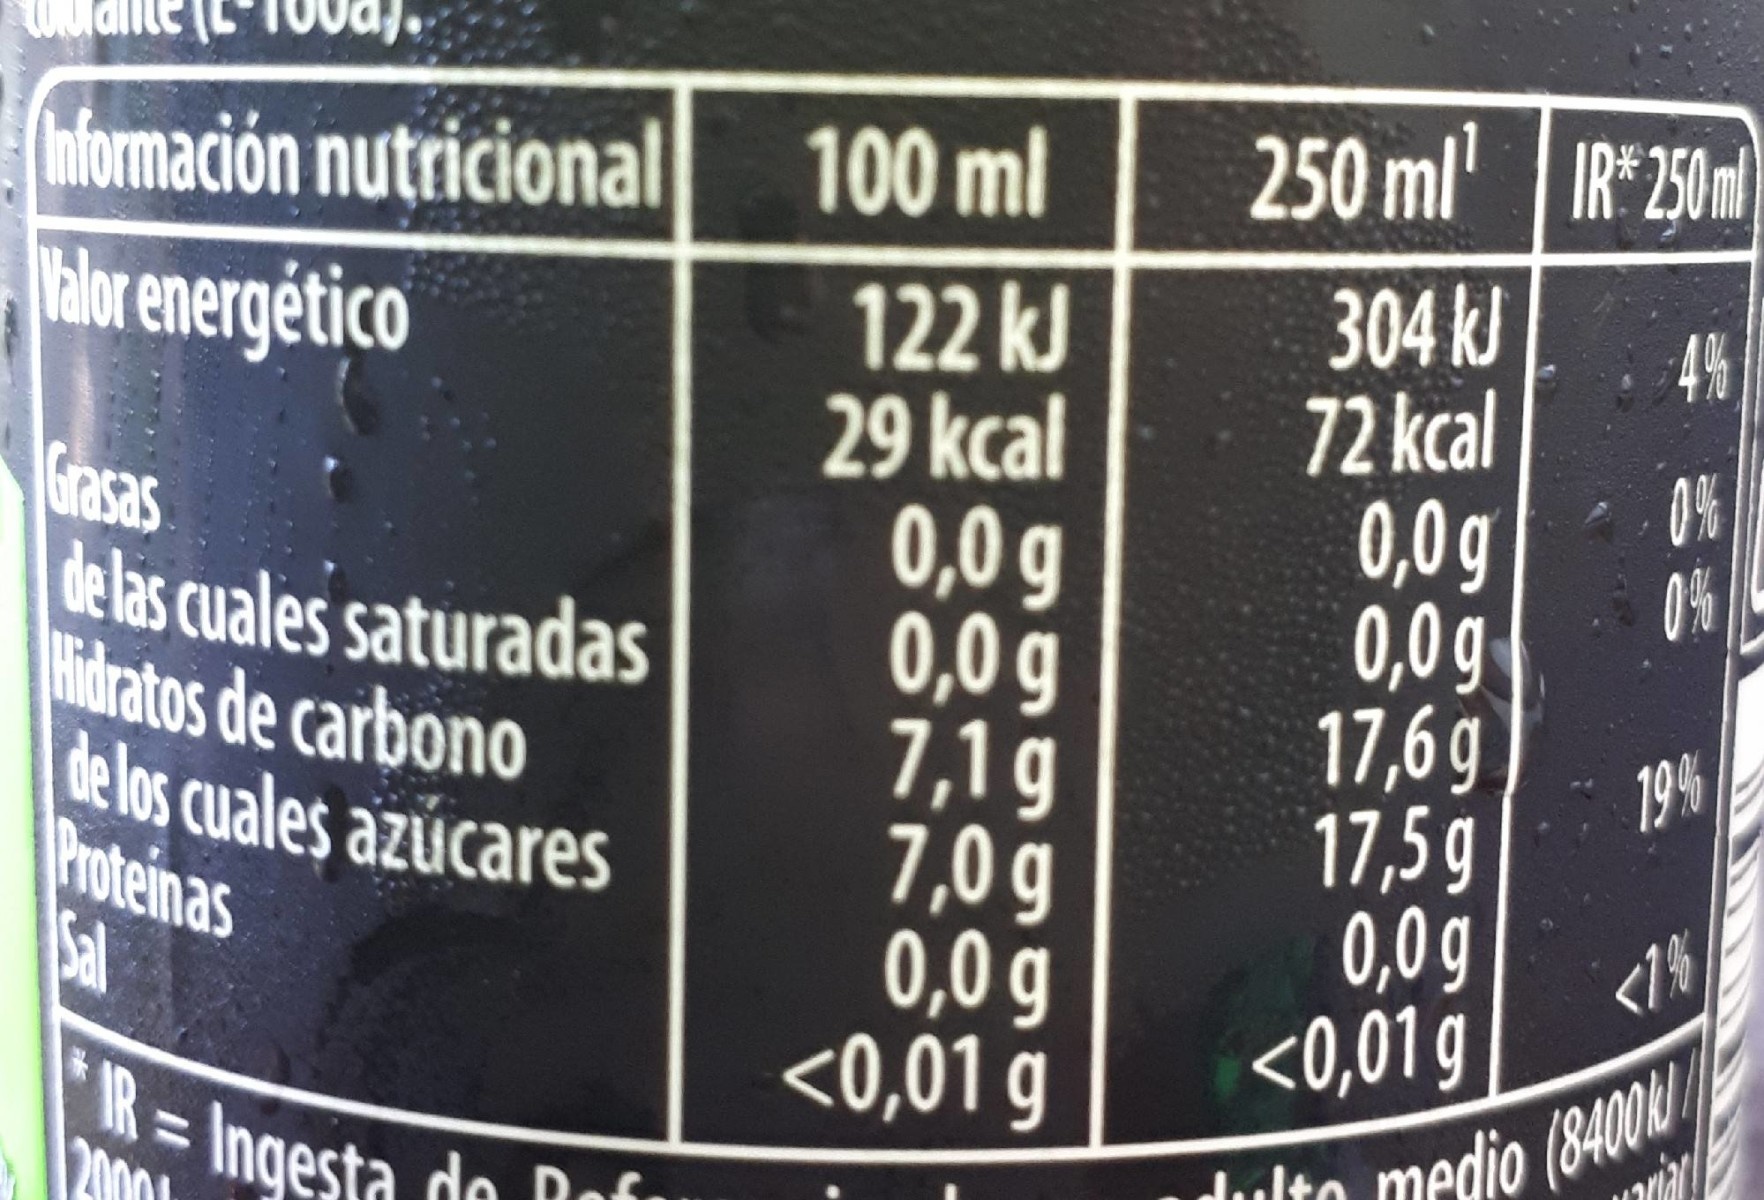 (E-160a).
Información nutricional 100 ml 250 ml¹ IR* 250 ml
Valor energético 122 kJ 304 kJ
29 kcal 72 kcal 4%
Grasas 0,0 g 0,0 g 0%
de las cuales saturadas 0,0 g 0,0 g 0%
Hidratos de carbono 7,1 g 17,6 g
de los cuales azúcares 7,0 g 17,5 g 19%
Proteínas 0,0 g 0,0 g
Sal <0,01 g <0,01 g <1%
* IR = Ingesta de adulto medio (8400 kJ /